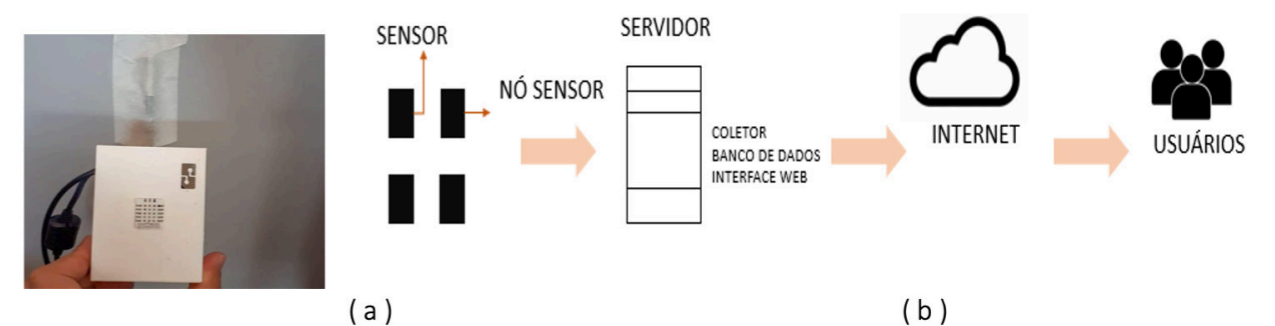 SENSOR
NÓ SENSOR
SERVIDOR
COLETOR
BANCO DE DADOS
INTERFACE WEB
INTERNET
USUÁRIOS
( a )
( b )